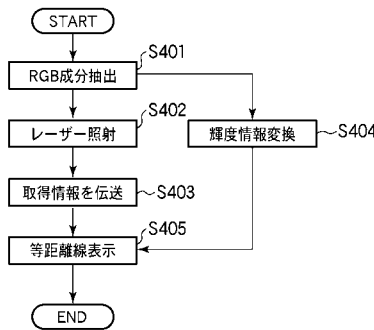 START
RGB成分抽出
S401
レーザー照射
S402
輝度情報変換
S404
取得情報を伝送
S403
等距離線表示
S405
END